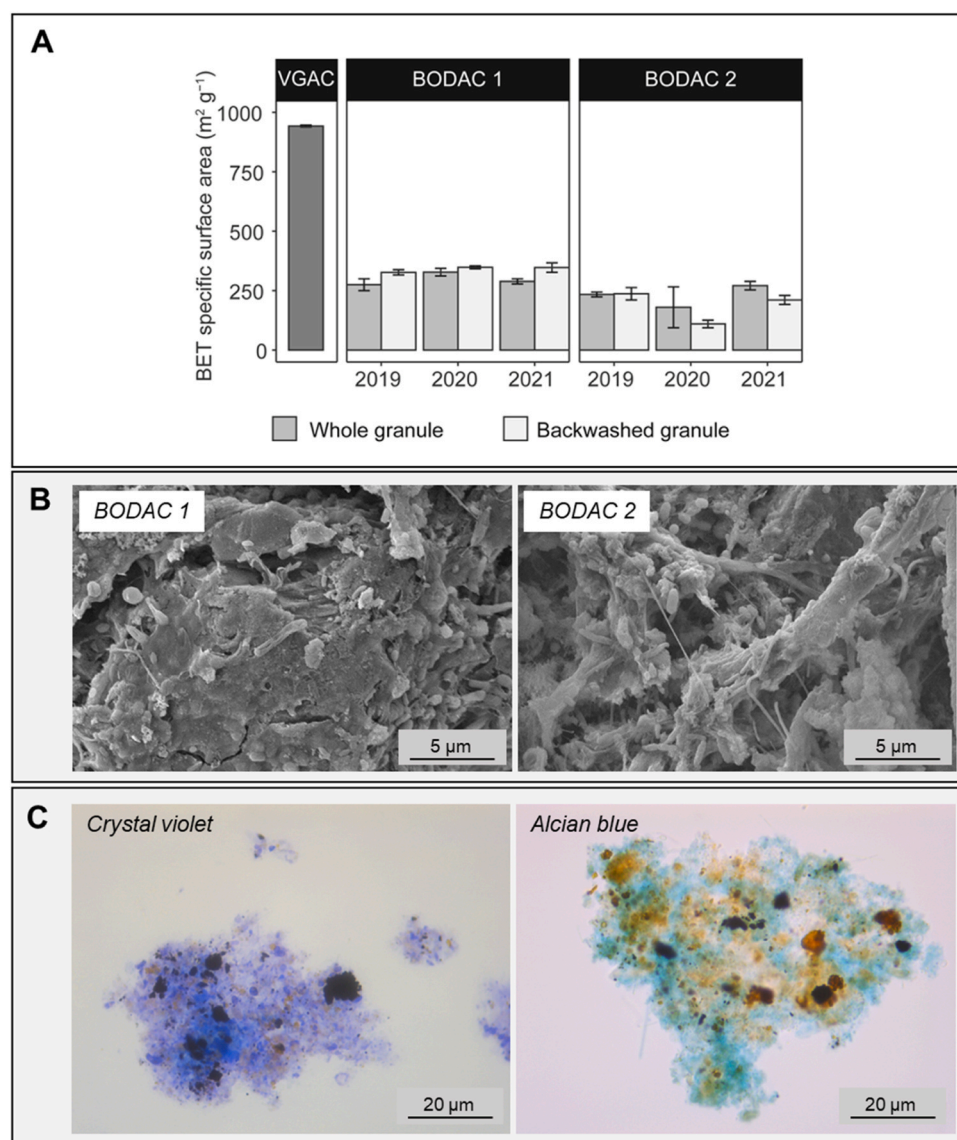 A
VGAC BODAC 1 BODAC 2
BET specific surface area (m² g⁻¹)
1000
750
500
250
0
2019 2020 2021 2019 2020 2021
Whole granule Backwashed granule
B
BODAC 1 BODAC 2
5 µm 5 µm
C
Crystal violet Alcian blue
20 µm 20 µm